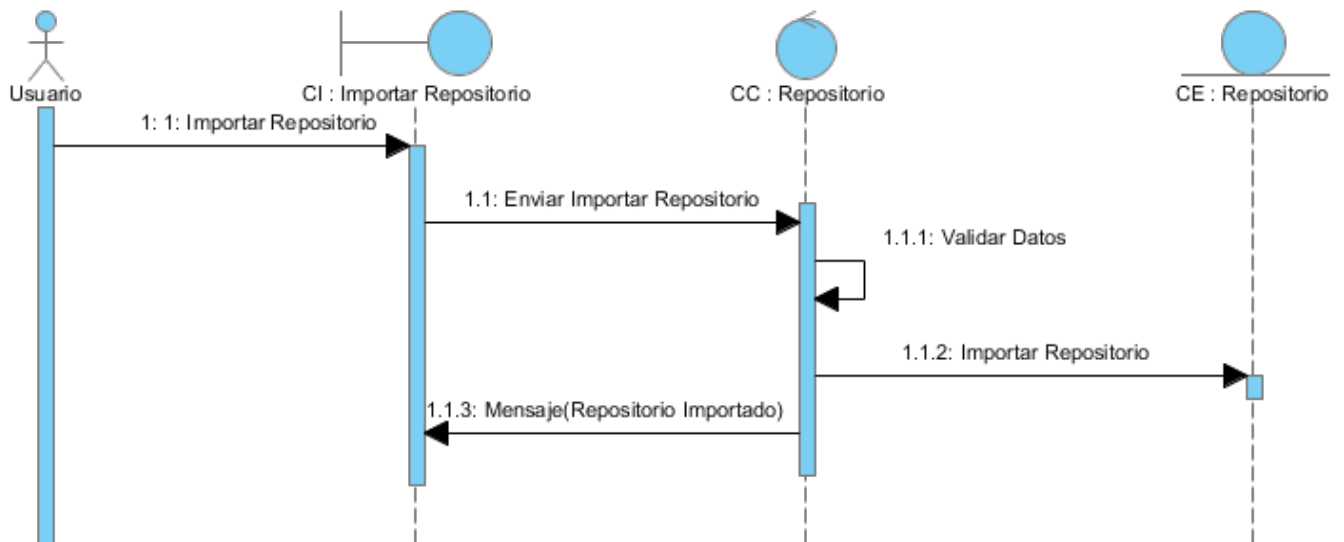 Usuario
CI : Importar Repositorio
CC : Repositorio
CE : Repositorio
1: 1: Importar Repositorio
1.1: Enviar Importar Repositorio
1.1.1: Validar Datos
1.1.2: Importar Repositorio
1.1.3: Mensaje(Repositorio Importado)